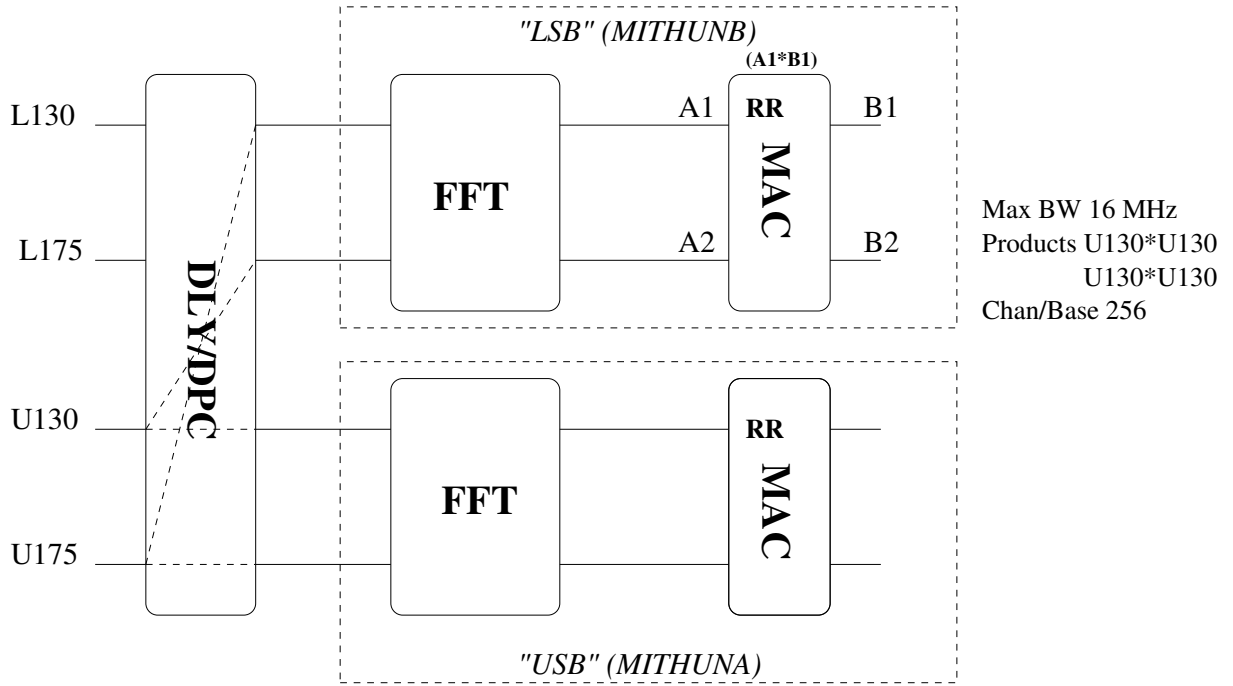 "LSB" (MITHUNB)
(A1*B1)
L130
A1
RR
B1
MAC
FFT
L175
A2
B2
DLY/DPC
Max BW 16 MHz
Products U130*U130
U130*U130
Chan/Base 256
U130
RR
MAC
FFT
U175
"USB" (MITHUNA)